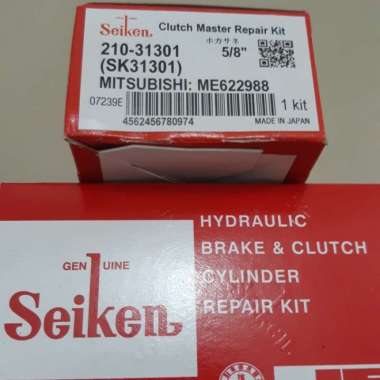 Seiken
Clutch Master Repair Kit
ホカサネ
210-31301
5/8"
(SK31301)
MITSUBISHI: ME622988
07239E
1 kit
4562456780974
MADE IN JAPAN
HYDRAULIC
BRAKE & CLUTCH
GENUINE
CYLINDER
Seiken
REPAIR KIT